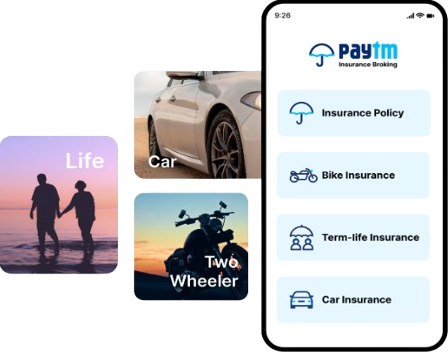 Life
Car
Two
Wheeler
9:26
paytm
Insurance Broking
Insurance Policy
Bike Insurance
Term-life Insurance
Car Insurance